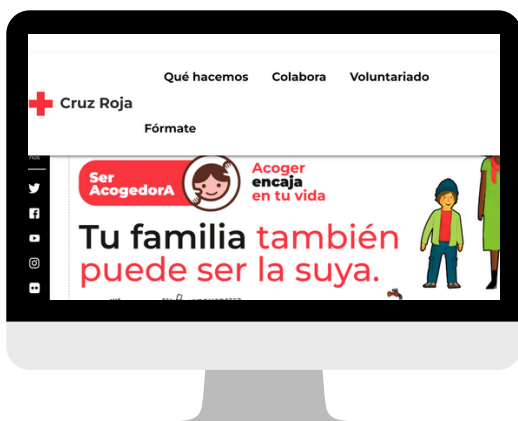 Qué hacemos Colabora Voluntariado
Cruz Roja
Fórmate
nos
Ser
AcogedorA
Acoger
encaja
en tu vida
Tu familia también
puede ser la suya.